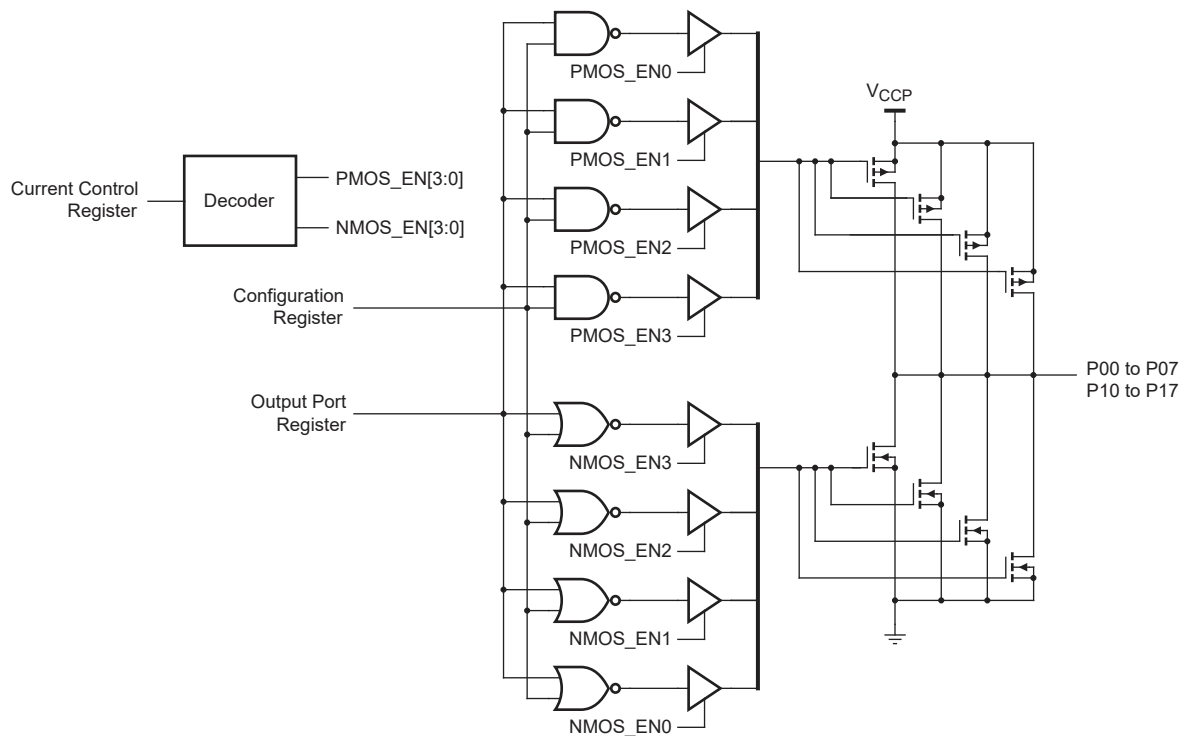 PMOS_EN0
V_CCP
PMOS_EN1
Current Control
Register
Decoder
PMOS_EN[3:0]
NMOS_EN[3:0]
PMOS_EN2
Configuration
Register
PMOS_EN3
P00 to P07
P10 to P17
Output Port
Register
NMOS_EN3
NMOS_EN2
NMOS_EN1
NMOS_EN0